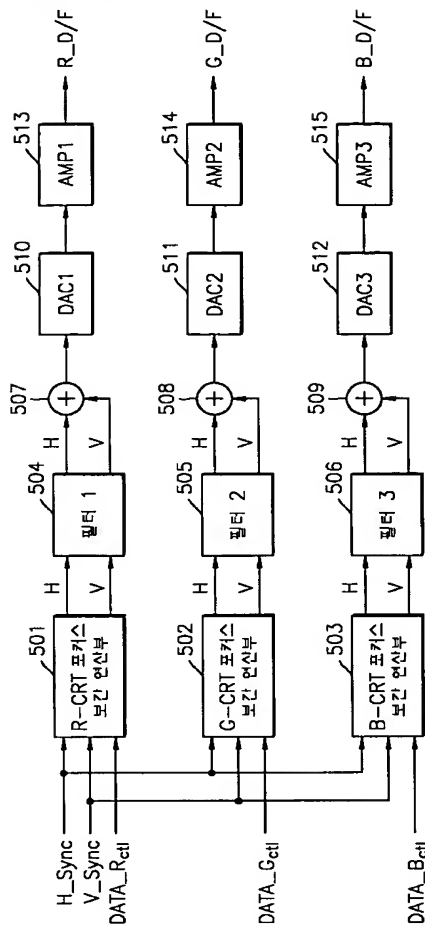 H_Sync
V_Sync
DATA_Rctl
501
R-CRT 포커스
보간 연산부
H
V
504
필터 1
H
V
507
+
510
DAC1
513
AMP1
R_D/F
DATA_Gctl
502
G-CRT 포커스
보간 연산부
H
V
505
필터 2
H
V
508
+
511
DAC2
514
AMP2
G_D/F
DATA_Bctl
503
B-CRT 포커스
보간 연산부
H
V
506
필터 3
H
V
509
+
512
DAC3
515
AMP3
B_D/F